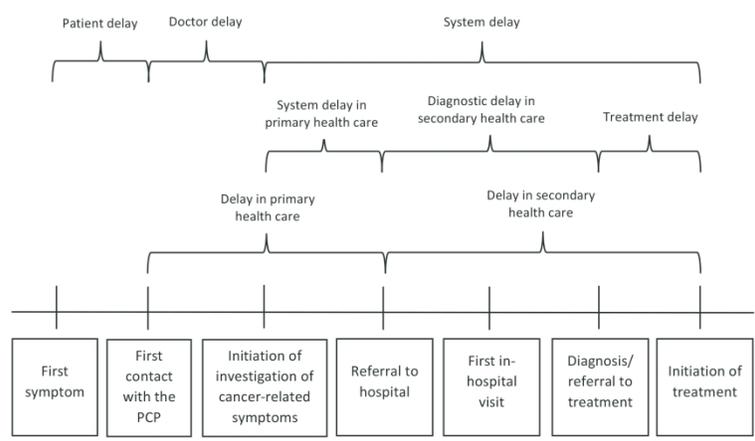 Patient delay
Doctor delay
System delay
System delay in
primary health care
Diagnostic delay in
secondary health care
Treatment delay
Delay in primary
health care
Delay in secondary
health care
First
symptom
First
contact
with the
PCP
Initiation of
investigation of
cancer-related
symptoms
Referral to
hospital
First in-
hospital
visit
Diagnosis/
referral to
treatment
Initiation of
treatment